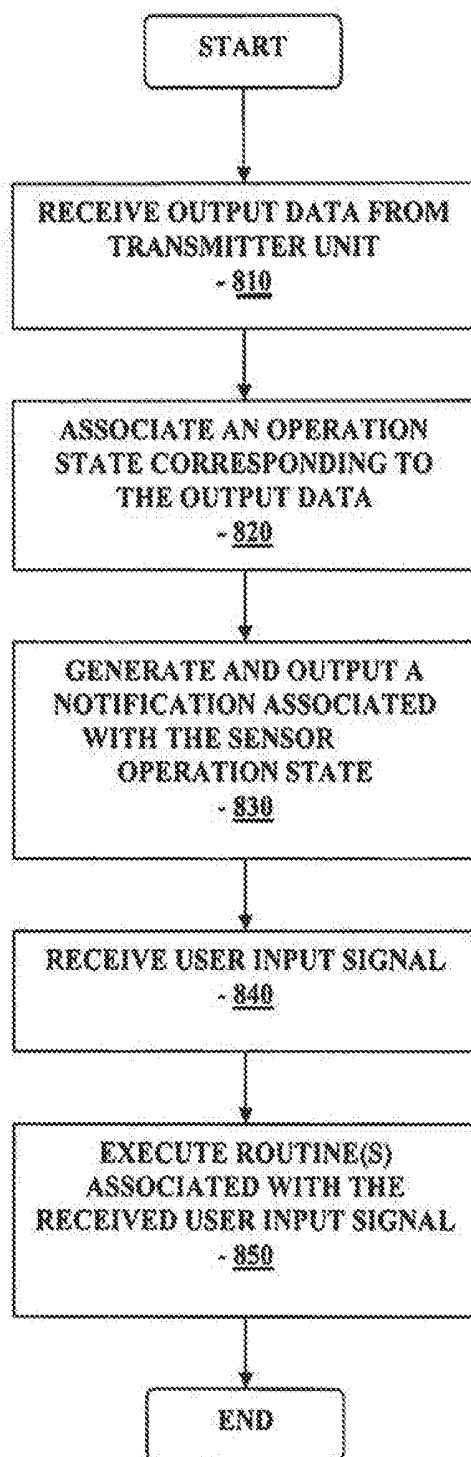 START
RECEIVE OUTPUT DATA FROM
TRANSMITTER UNIT
- 810
ASSOCIATE AN OPERATION
STATE CORRESPONDING TO
THE OUTPUT DATA
- 820
GENERATE AND OUTPUT A
NOTIFICATION ASSOCIATED
WITH THE SENSOR
OPERATION STATE
- 830
RECEIVE USER INPUT SIGNAL
- 840
EXECUTE ROUTINE(S)
ASSOCIATED WITH THE
RECEIVED USER INPUT SIGNAL
- 850
END